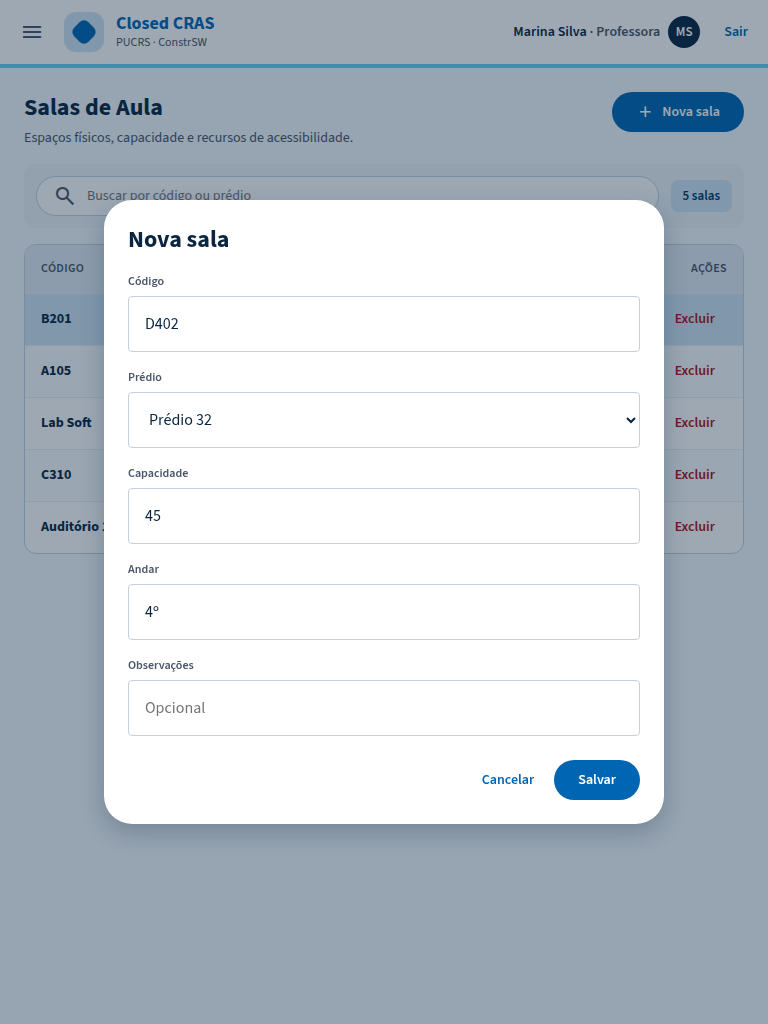 Closed CRAS
PUCRS · ConstrSW
Marina Silva · Professora
MS
Sair
Salas de Aula
Espaços físicos, capacidade e recursos de acessibilidade.
Nova sala
Buscar por código ou prédio
5 salas
CÓDIGO
AÇÕES
B201
Excluir
A105
Excluir
Lab Soft
Excluir
C310
Excluir
Auditório
Excluir
Nova sala
Código
D402
Prédio
Prédio 32
Capacidade
45
Andar
4º
Observações
Opcional
Cancelar
Salvar